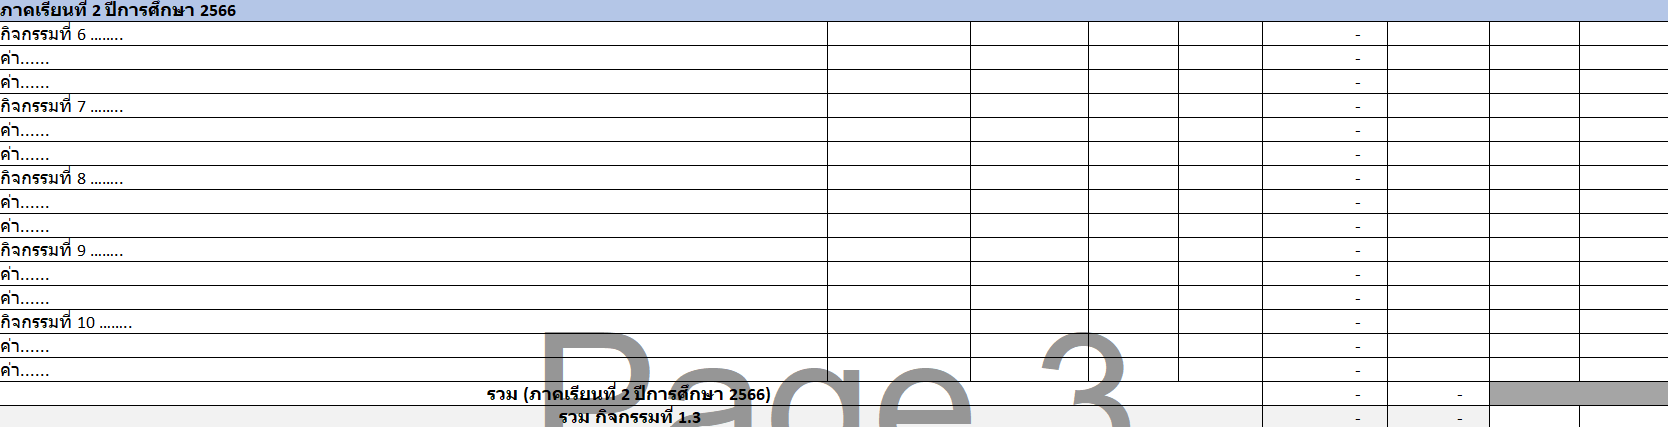 ภาคเรียนที่ 2 ปีการศึกษา 2566
กิจกรรมที่ 6 ........ -
ค่า...... -
ค่า...... -
กิจกรรมที่ 7 ........ -
ค่า...... -
ค่า...... -
กิจกรรมที่ 8 ........ -
ค่า...... -
ค่า...... -
กิจกรรมที่ 9 ........ -
ค่า...... -
ค่า...... -
กิจกรรมที่ 10 ........ -
ค่า...... -
ค่า...... -
รวม (ภาคเรียนที่ 2 ปีการศึกษา 2566) - -
รวม กิจกรรมที่ 1.3 - -
Page 3